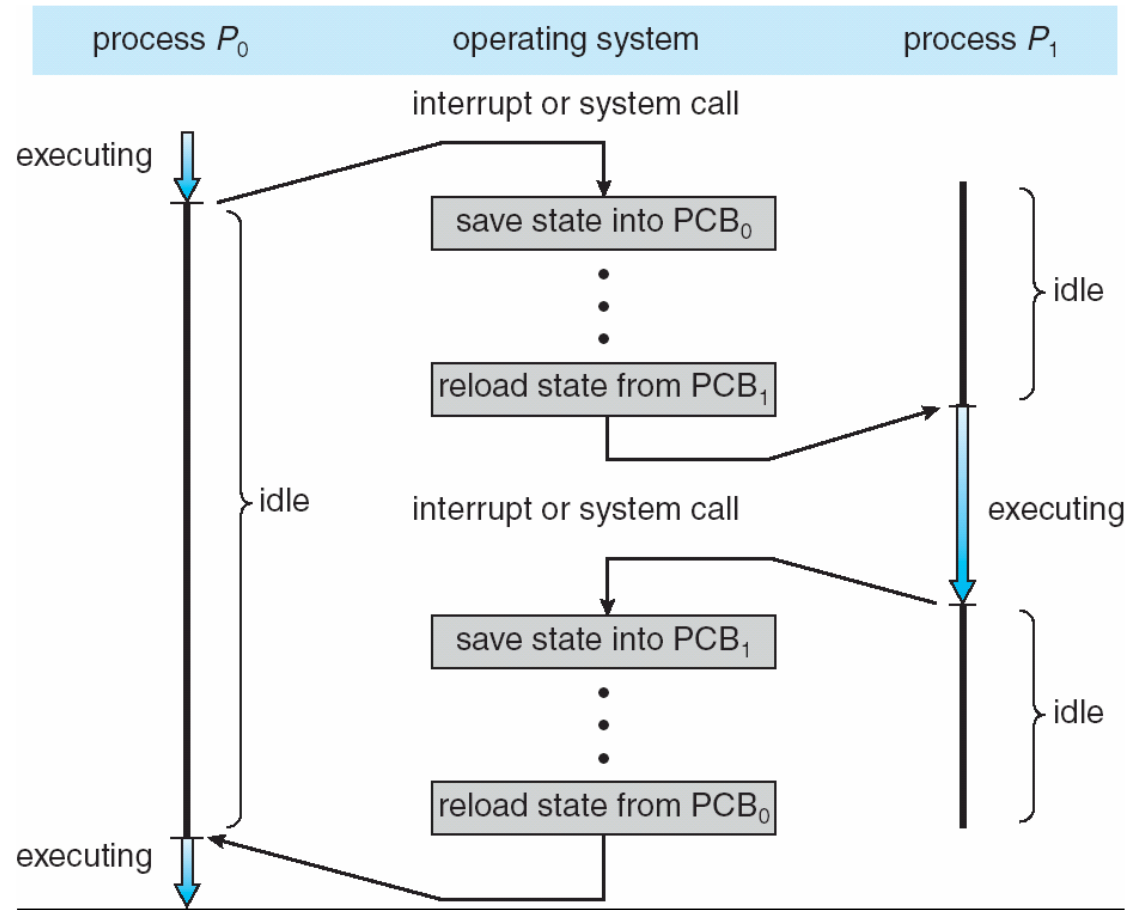 process P₀ operating system process P₁
interrupt or system call
executing
save state into PCB₀
idle
reload state from PCB₁
idle
interrupt or system call
executing
save state into PCB₁
idle
reload state from PCB₀
executing